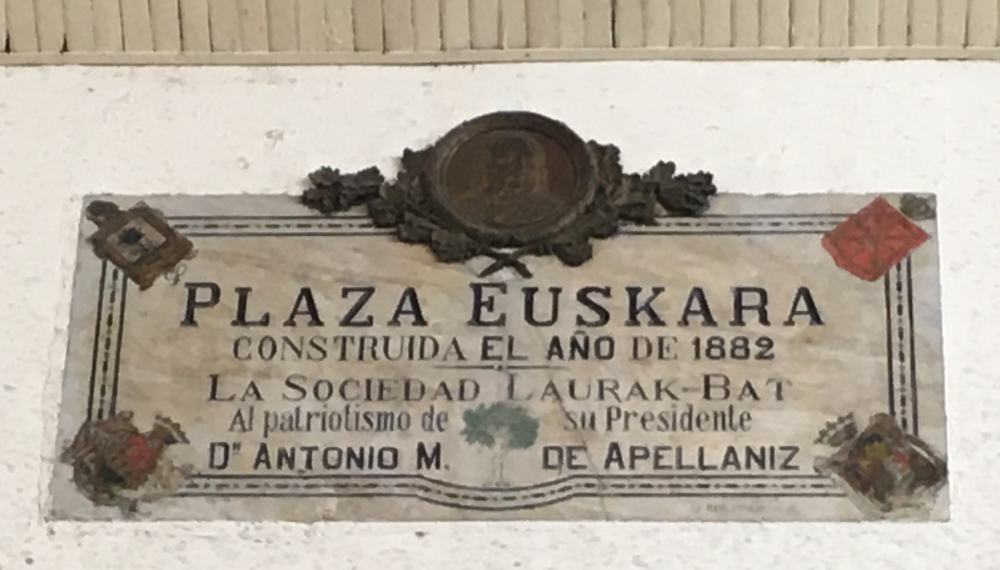 PLAZA EUSKARA
CONSTRUIDA EL AÑO DE 1882
LA SOCIEDAD LAURAK-BAT
Al patriotismo de su Presidente
Dn ANTONIO M. DE APELLANIZ